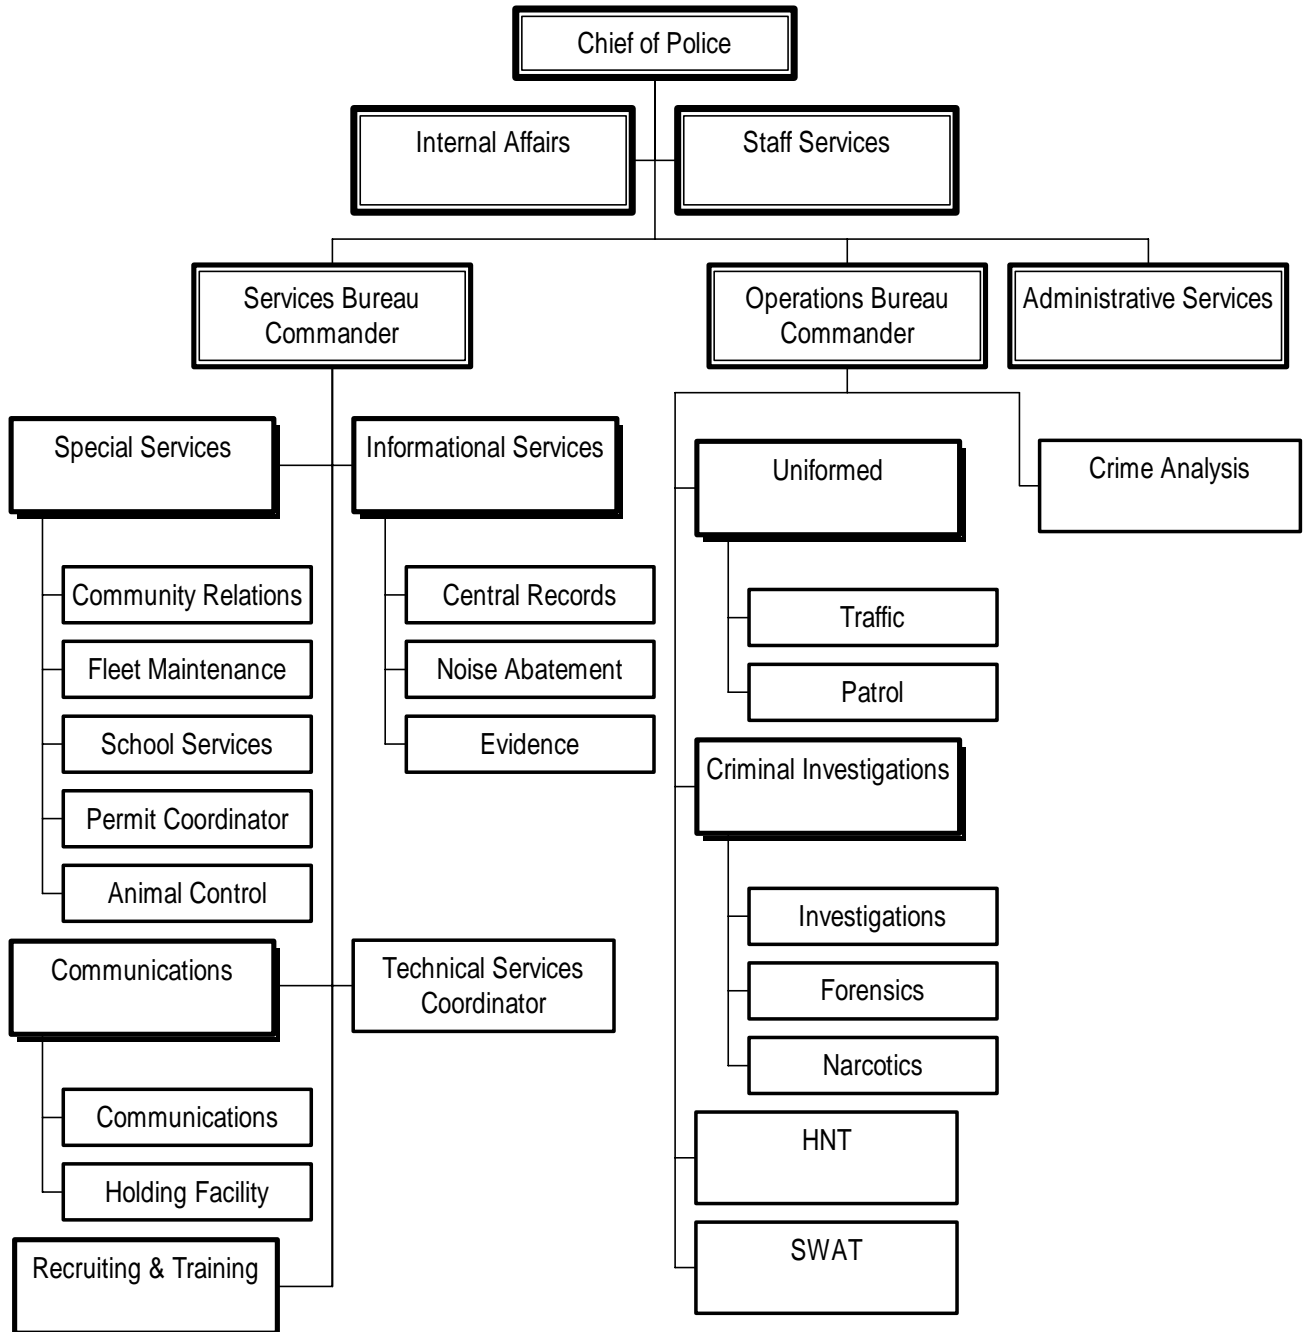 Chief of Police
Internal Affairs
Staff Services
Services Bureau
Commander
Operations Bureau
Commander
Administrative Services
Special Services
Informational Services
Uniformed
Crime Analysis
Community Relations
Central Records
Traffic
Fleet Maintenance
Noise Abatement
Patrol
School Services
Evidence
Criminal Investigations
Permit Coordinator
Animal Control
Investigations
Communications
Technical Services
Coordinator
Forensics
Narcotics
Communications
HNT
Holding Facility
SWAT
Recruiting & Training